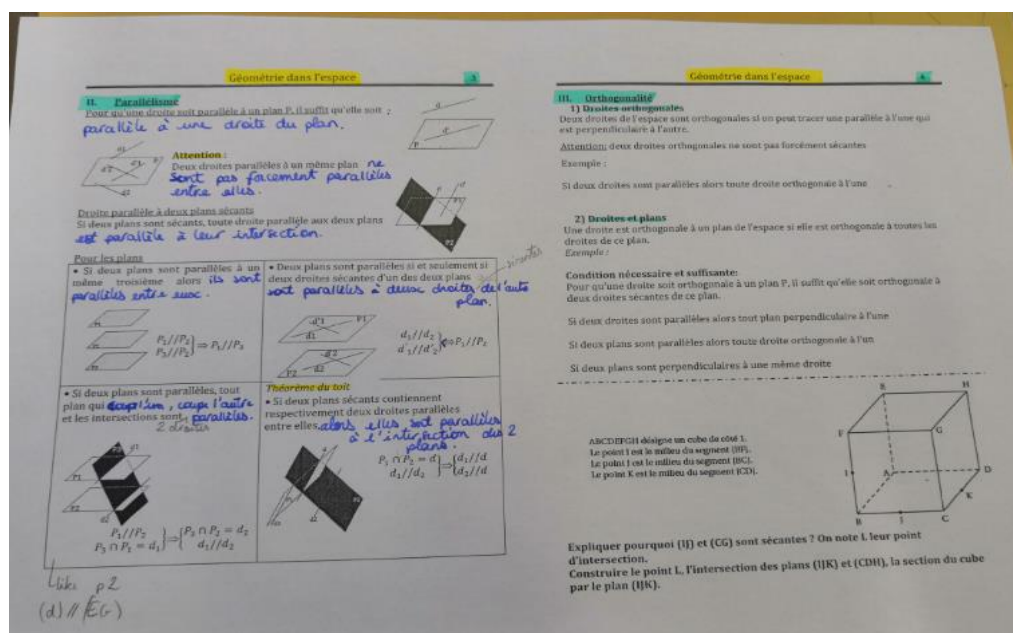 Géométrie dans l'espace
3
II. Parallélisme
Pour qu'une droite soit parallèle à un plan P, il suffit qu'elle soit :
parallèle à une droite du plan.
Attention :
Deux droites parallèles à un même plan ne
sont pas forcement parallèles
entre elles.
Droite parallèle à deux plans sécants
Si deux plans sont sécants, toute droite parallèle aux deux plans
est parallèle à leur intersection.
Pour les plans
• Si deux plans sont parallèles à un
même troisième alors ils sont
parallèles entre eux.
P₁//P₂
P₃//P₂} ⇒ P₁//P₃
• Deux plans sont parallèles si et seulement si
deux droites sécantes d'un des deux plans
sécantes
sont parallèles à deux droites de l'autre
plan.
d'1
P1
d1
d'2
P2
d2
d₁//d₂
d'₁//d'₂} ⇔ P₁//P₂
• Si deux plans sont parallèles, tout
plan qui coupe l'un, coupe l'autre
et les intersections sont parallèles.
2 droites
P₁//P₂
P₃ ∩ P₁ = d₁} ⇒ {P₃ ∩ P₂ = d₂
d₁//d₂
Théorème du toit
• Si deux plans sécants contiennent
respectivement deux droites parallèles
entre elles, alors elles sont parallèles
à l'intersection des 2
plans.
P₁ ∩ P₂ = d
d₁//d₂} ⇒ {d₁//d
d₂//d
p2
(d) // (EG)
Géométrie dans l'espace
4
III. Orthogonalité
1) Droites orthogonales
Deux droites de l'espace sont orthogonales si on peut tracer une parallèle à l'une qui
est perpendiculaire à l'autre.
Attention: deux droites orthogonales ne sont pas forcément sécantes
Exemple :
Si deux droites sont parallèles alors toute droite orthogonale à l'une
2) Droites et plans
Une droite est orthogonale à un plan de l'espace si elle est orthogonale à toutes les
droites de ce plan.
Exemple :
Condition nécessaire et suffisante:
Pour qu'une droite soit orthogonale à un plan P, il suffit qu'elle soit orthogonale à
deux droites sécantes de ce plan.
Si deux droites sont parallèles alors tout plan perpendiculaire à l'une
Si deux plans sont parallèles alors toute droite orthogonale à l'un
Si deux plans sont perpendiculaires à une même droite
ABCDEFGH désigne un cube de côté 1.
Le point I est le milieu du segment [BF].
Le point J est le milieu du segment [BC].
Le point K est le milieu du segment [CD].
E
H
F
G
I
A
D
K
B
J
C
Expliquer pourquoi (IJ) et (CG) sont sécantes ? On note L leur point
d'intersection.
Construire le point L, l'intersection des plans (IJK) et (CDH), la section du cube
par le plan (IJK).